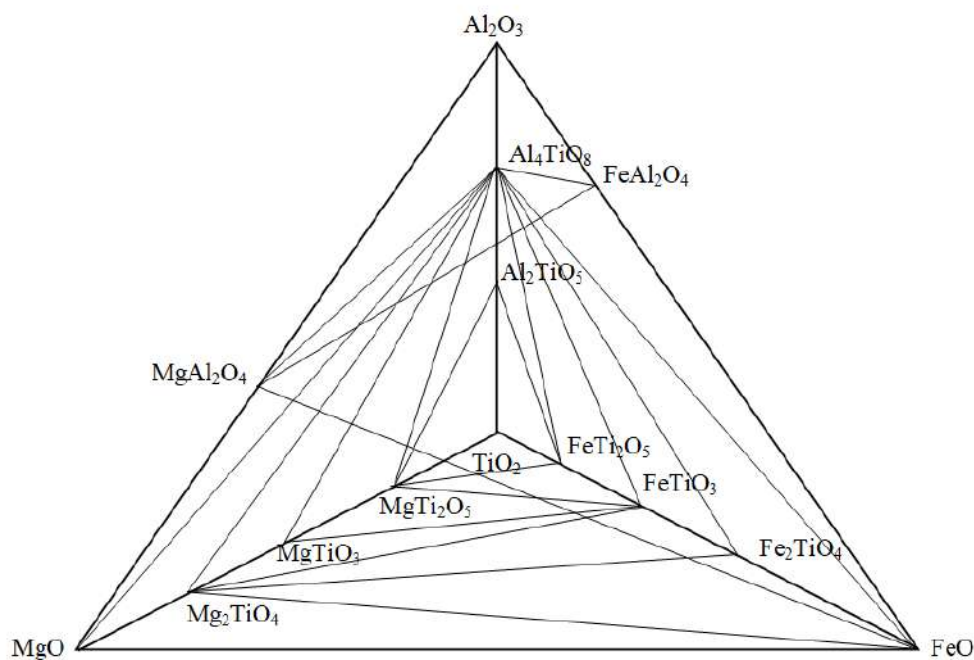 Al₂O₃
Al₄TiO₈
FeAl₂O₄
Al₂TiO₅
MgAl₂O₄
FeTi₂O₅
TiO₂
FeTiO₃
MgTi₂O₅
MgTiO₃
Fe₂TiO₄
Mg₂TiO₄
MgO
FeO